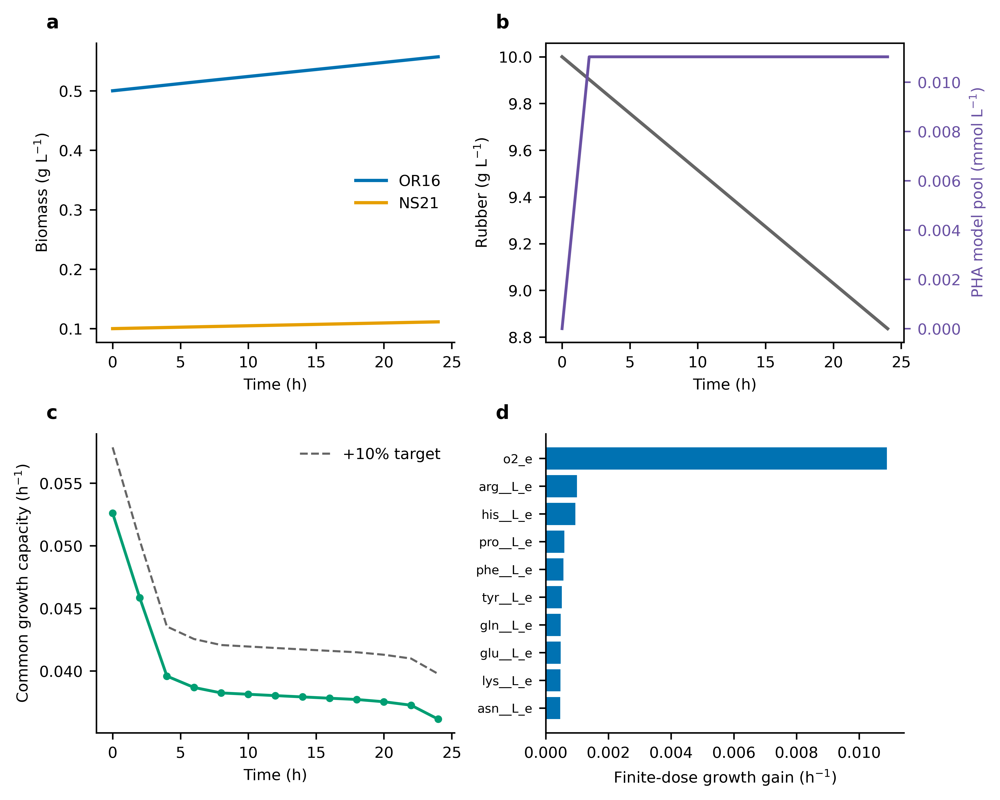 a
0.5
0.4
0.3
0.2
0.1
Biomass (g L⁻¹)
OR16
NS21
0 5 10 15 20 25
Time (h)
b
10.0
9.8
9.6
9.4
9.2
9.0
8.8
Rubber (g L⁻¹)
0.010
0.008
0.006
0.004
0.002
0.000
PHA model pool (mmol L⁻¹)
0 5 10 15 20 25
Time (h)
c
+10% target
0.055
0.050
0.045
0.040
Common growth capacity (h⁻¹)
0 5 10 15 20 25
Time (h)
d
o2_e
arg__L_e
his__L_e
pro__L_e
phe__L_e
tyr__L_e
gln__L_e
glu__L_e
lys__L_e
asn__L_e
0.000 0.002 0.004 0.006 0.008 0.010
Finite-dose growth gain (h⁻¹)